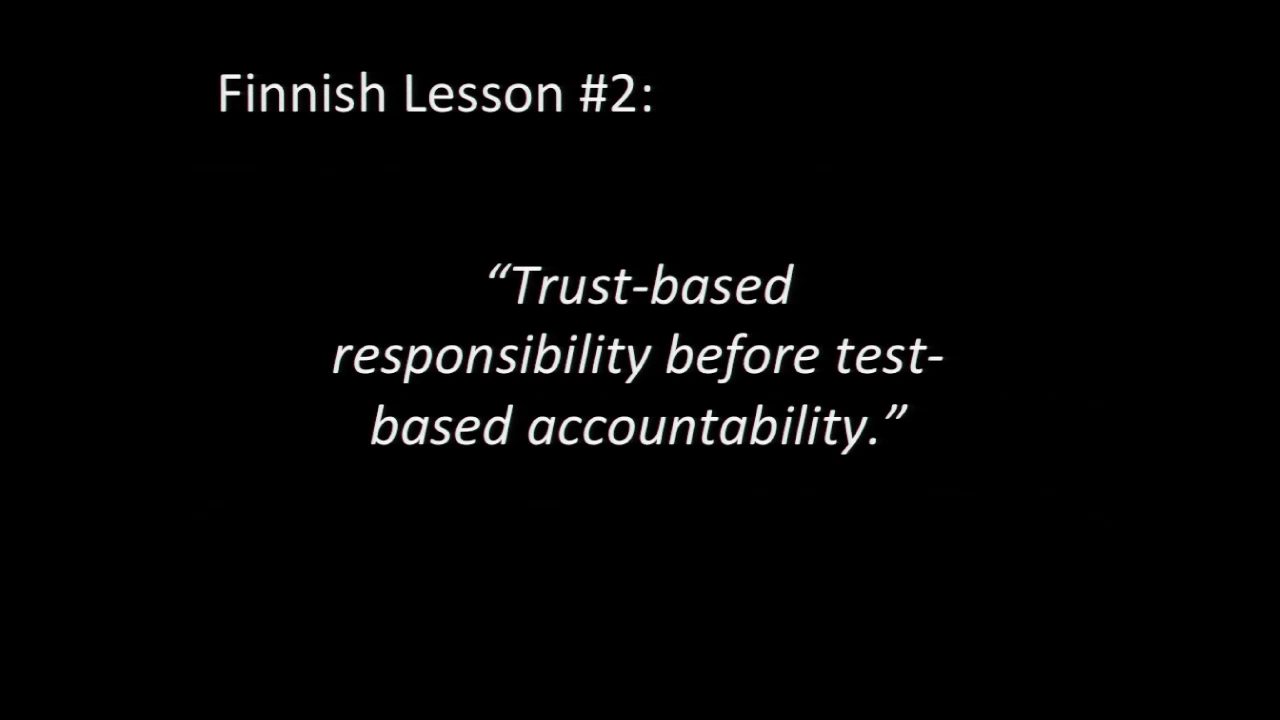 Finnish Lesson #2:
“Trust-based
responsibility before test-
based accountability.”